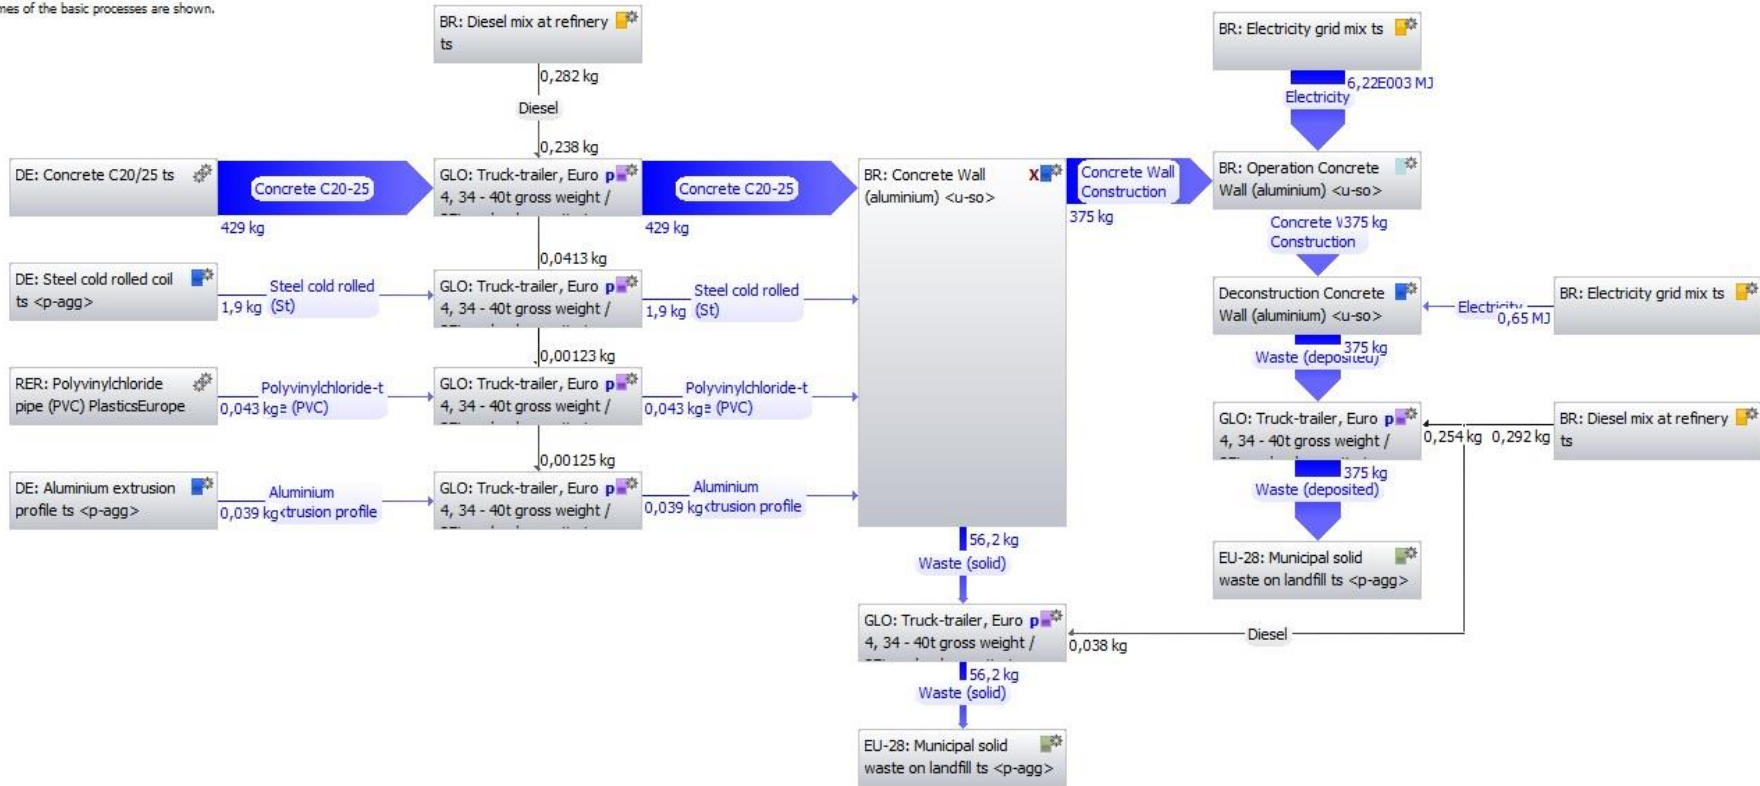 mes of the basic processes are shown.
BR: Diesel mix at refinery
ts
0,282 kg
Diesel
0,238 kg
BR: Electricity grid mix ts
6,22E003 MJ
Electricity
DE: Concrete C20/25 ts
Concrete C20-25
429 kg
GLO: Truck-trailer, Euro p
4, 34 - 40t gross weight /
Concrete C20-25
429 kg
BR: Concrete Wall X
(aluminium) <u-so>
Concrete Wall
Construction
375 kg
BR: Operation Concrete
Wall (aluminium) <u-so>
Concrete W375 kg
Construction
0,0413 kg
DE: Steel cold rolled coil
ts <p-agg>
1,9 kg
Steel cold rolled
(St)
GLO: Truck-trailer, Euro p
4, 34 - 40t gross weight /
1,9 kg
Steel cold rolled
(St)
Deconstruction Concrete
Wall (aluminium) <u-so>
Electricity
0,65 MJ
BR: Electricity grid mix ts
375 kg
Waste (deposited)
0,00123 kg
RER: Polyvinylchloride
pipe (PVC) PlasticsEurope
Polyvinylchloride-t
0,043 kg e (PVC)
GLO: Truck-trailer, Euro p
4, 34 - 40t gross weight /
Polyvinylchloride-t
0,043 kg e (PVC)
GLO: Truck-trailer, Euro p
4, 34 - 40t gross weight /
0,254 kg 0,292 kg
BR: Diesel mix at refinery
ts
375 kg
Waste (deposited)
0,00125 kg
DE: Aluminium extrusion
profile ts <p-agg>
Aluminium
0,039 kg xtrusion profile
GLO: Truck-trailer, Euro p
4, 34 - 40t gross weight /
Aluminium
0,039 kg xtrusion profile
EU-28: Municipal solid
waste on landfill ts <p-agg>
56,2 kg
Waste (solid)
GLO: Truck-trailer, Euro p
4, 34 - 40t gross weight /
0,038 kg
Diesel
56,2 kg
Waste (solid)
EU-28: Municipal solid
waste on landfill ts <p-agg>